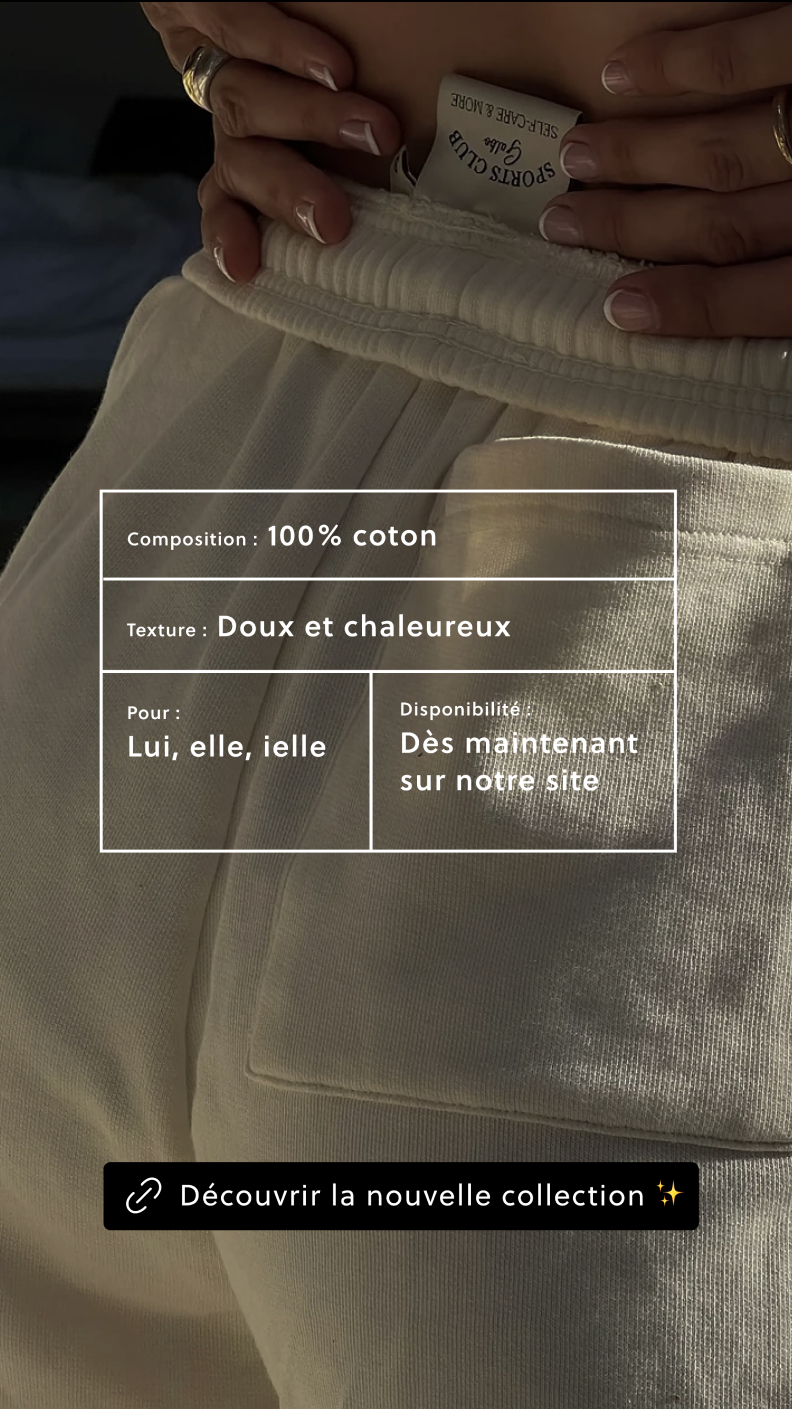 SELF-CARE & MORE
Galbo
SPORTS CLUB
Composition : 100% coton
Texture : Doux et chaleureux
Pour :
Lui, elle, ielle
Disponibilité :
Dès maintenant
sur notre site
Découvrir la nouvelle collection ✨